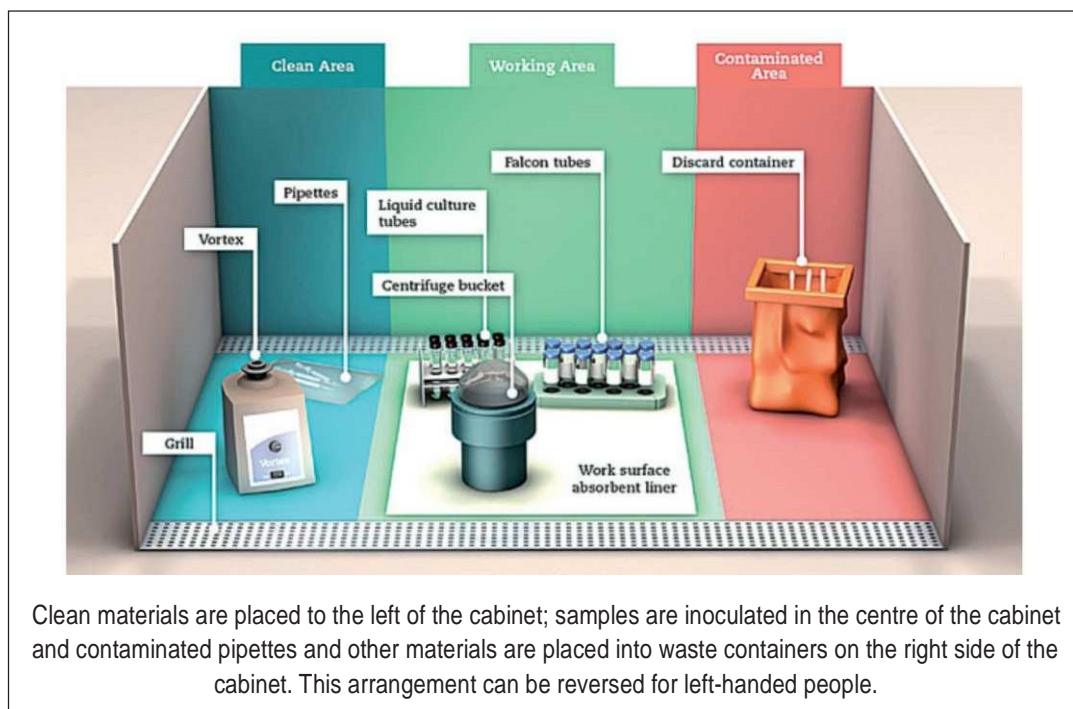 Clean Area
Working Area
Contaminated
Area
Falcon tubes
Discard container
Pipettes
Liquid culture
tubes
Vortex
Centrifuge bucket
Grill
Vortex
Work surface
absorbent liner
Clean materials are placed to the left of the cabinet; samples are inoculated in the centre of the cabinet
and contaminated pipettes and other materials are placed into waste containers on the right side of the
cabinet. This arrangement can be reversed for left-handed people.